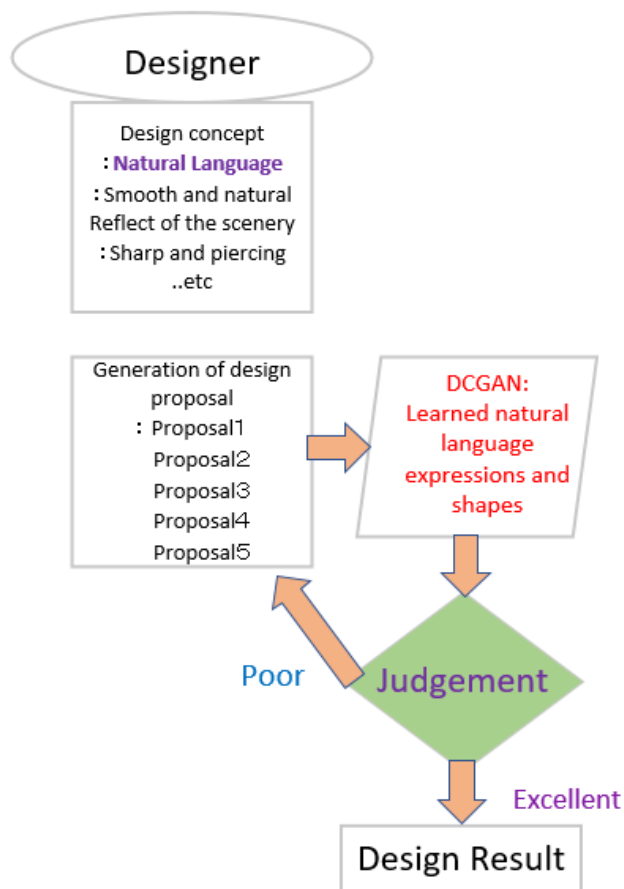 Designer
Design concept
：Natural Language
：Smooth and natural
Reflect of the scenery
：Sharp and piercing
..etc
Generation of design
proposal
：Proposal1
Proposal2
Proposal3
Proposal4
Proposal5
DCGAN:
Learned natural
language
expressions and
shapes
Poor
Judgement
Excellent
Design Result